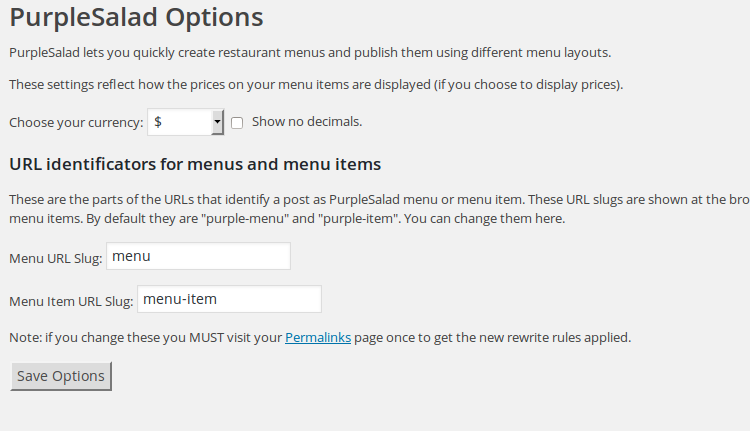 PurpleSalad Options
PurpleSalad lets you quickly create restaurant menus and publish them using different menu layouts.
These settings reflect how the prices on your menu items are displayed (if you choose to display prices).
Choose your currency: $ Show no decimals.
URL identificators for menus and menu items
These are the parts of the URLs that identify a post as PurpleSalad menu or menu item. These URL slugs are shown at the bro
menu items. By default they are "purple-menu" and "purple-item". You can change them here.
Menu URL Slug: menu
Menu Item URL Slug: menu-item
Note: if you change these you MUST visit your Permalinks page once to get the new rewrite rules applied.
Save Options